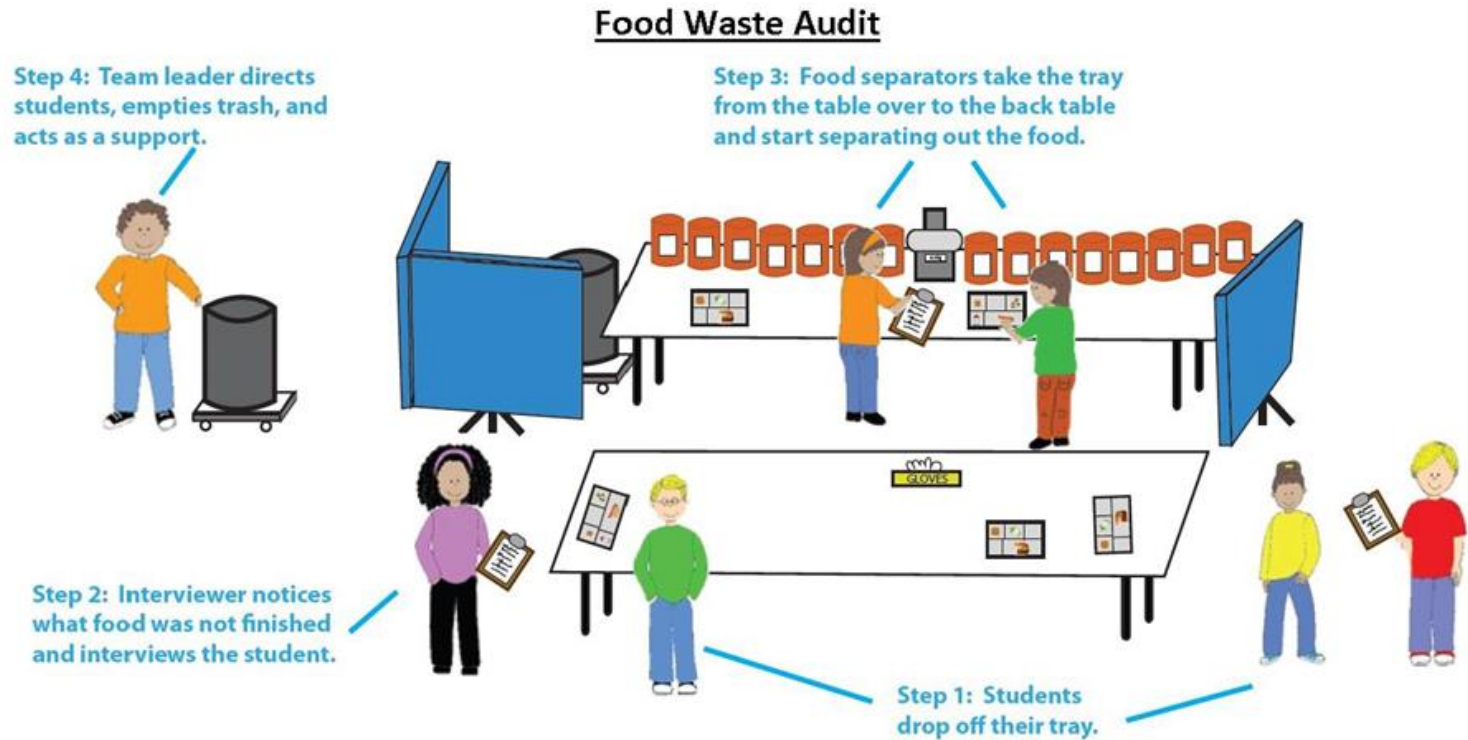 Food Waste Audit
Step 4: Team leader directs
students, empties trash, and
acts as a support.
Step 3: Food separators take the tray
from the table over to the back table
and start separating out the food.
GLOVES
Step 2: Interviewer notices
what food was not finished
and interviews the student.
Step 1: Students
drop off their tray.